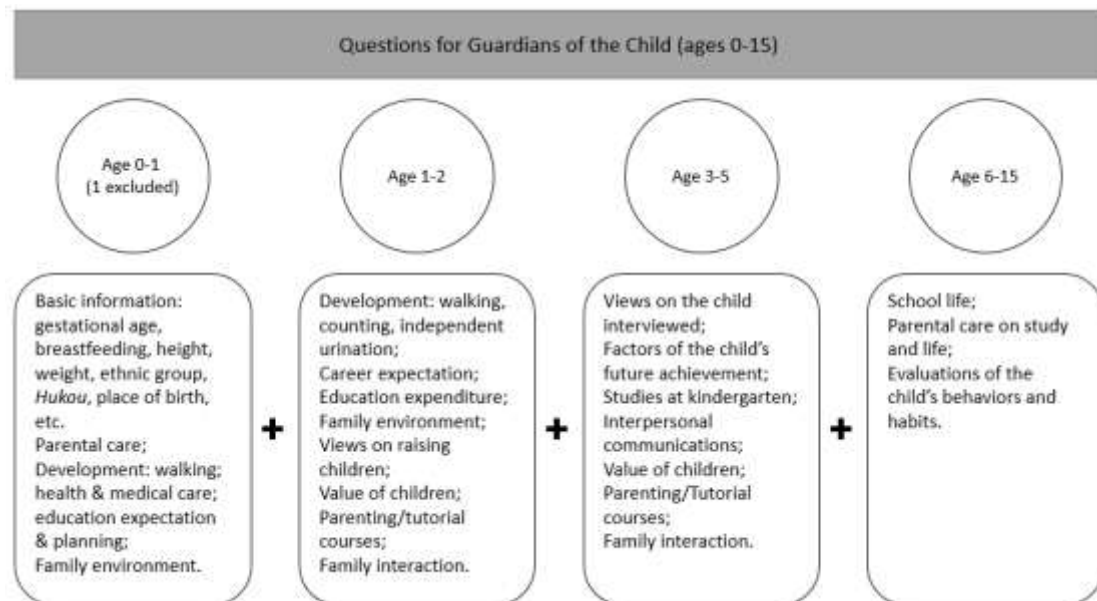 Questions for Guardians of the Child (ages 0-15)
Age 0-1
(1 excluded)
Age 1-2
Age 3-5
Age 6-15
Basic information:
gestational age,
breastfeeding, height,
weight, ethnic group,
Hukou, place of birth,
etc.
Parental care;
Development: walking;
health & medical care;
education expectation
& planning;
Family environment.
+
Development: walking,
counting, independent
urination;
Career expectation;
Education expenditure;
Family environment;
Views on raising
children;
Value of children;
Parenting/tutorial
courses;
Family interaction.
+
Views on the child
interviewed;
Factors of the child's
future achievement;
Studies at kindergarten;
Interpersonal
communications;
Value of children;
Parenting/Tutorial
courses;
Family interaction.
+
School life;
Parental care on study
and life;
Evaluations of the
child's behaviors and
habits.